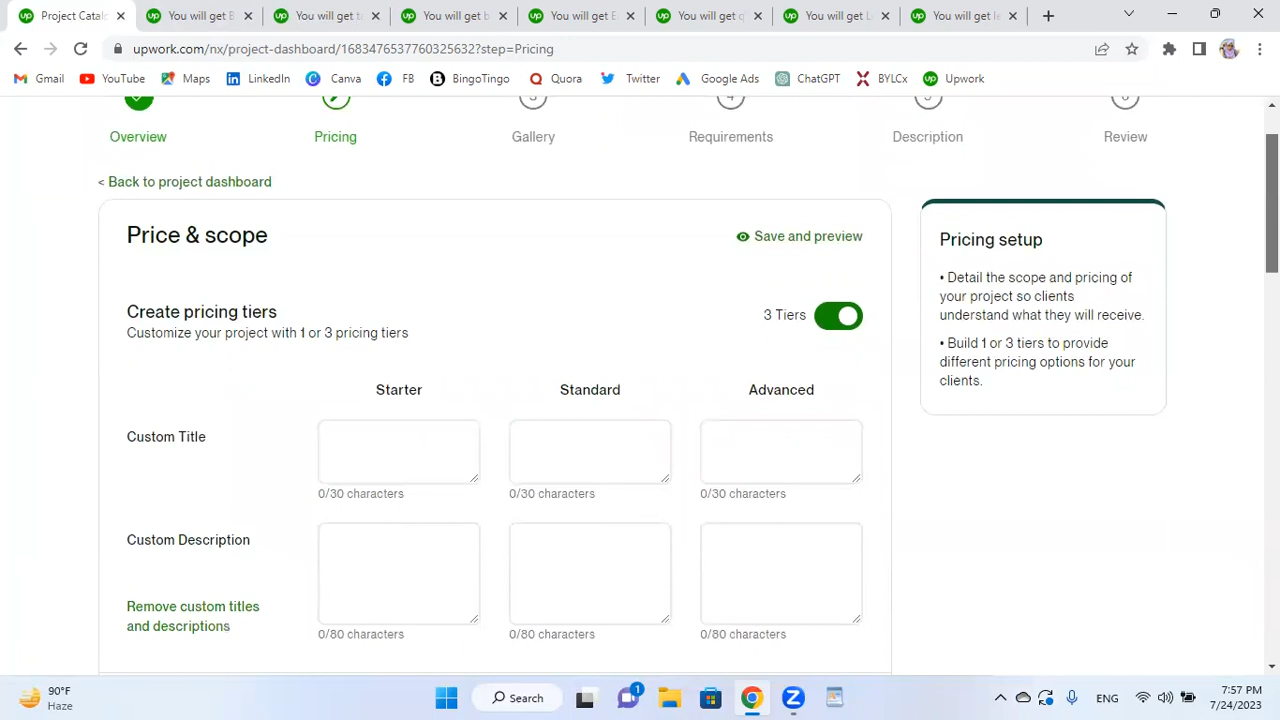 Project Catalo
You will get B
You will get t
You will get b
You will get E
You will get q
You will get L
You will get le
upwork.com/nx/project-dashboard/1683476537760325632?step=Pricing
Gmail
YouTube
Maps
LinkedIn
Canva
FB
BingoTingo
Quora
Twitter
Google Ads
ChatGPT
BYLCx
Upwork
Overview
Pricing
Gallery
Requirements
Description
Review
< Back to project dashboard
Price & scope
Save and preview
Create pricing tiers
Customize your project with 1 or 3 pricing tiers
3 Tiers
Starter
Standard
Advanced
Custom Title
0/30 characters
0/30 characters
0/30 characters
Custom Description
Remove custom titles
and descriptions
0/80 characters
0/80 characters
0/80 characters
Pricing setup
• Detail the scope and pricing of
your project so clients
understand what they will receive.
• Build 1 or 3 tiers to provide
different pricing options for your
clients.
90°F
Haze
Search
1
ENG
7:57 PM
7/24/2023